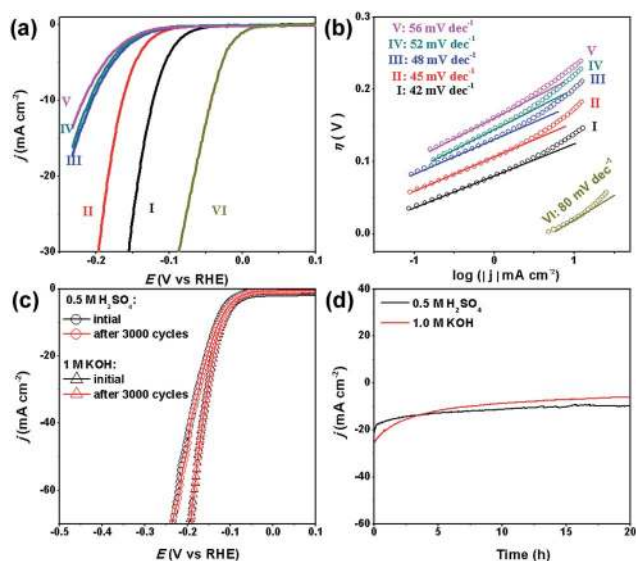 (a)
0
-10
-20
-30
j (mA cm⁻²)
V
IV
III
II
I
VI
-0.2
-0.1
0.0
0.1
E (V vs RHE)
(b)
V: 56 mV dec⁻¹
IV: 52 mV dec⁻¹
III: 48 mV dec⁻¹
II: 45 mV dec⁻¹
I: 42 mV dec⁻¹
V
IV
III
II
I
VI: 80 mV dec⁻¹
0.3
0.2
0.1
0.0
η (V)
-1
0
1
log (|j| mA cm⁻²)
(c)
0.5 M H₂SO₄:
intial
after 3000 cycles
1 M KOH:
initial
after 3000 cycles
0
-20
-40
-60
j (mA cm⁻²)
-0.4
-0.3
-0.2
-0.1
0.0
0.1
E (V vs RHE)
(d)
0.5 M H₂SO₄
1.0 M KOH
40
20
0
-20
-40
-60
j (mA cm⁻²)
0
5
10
15
20
Time (h)